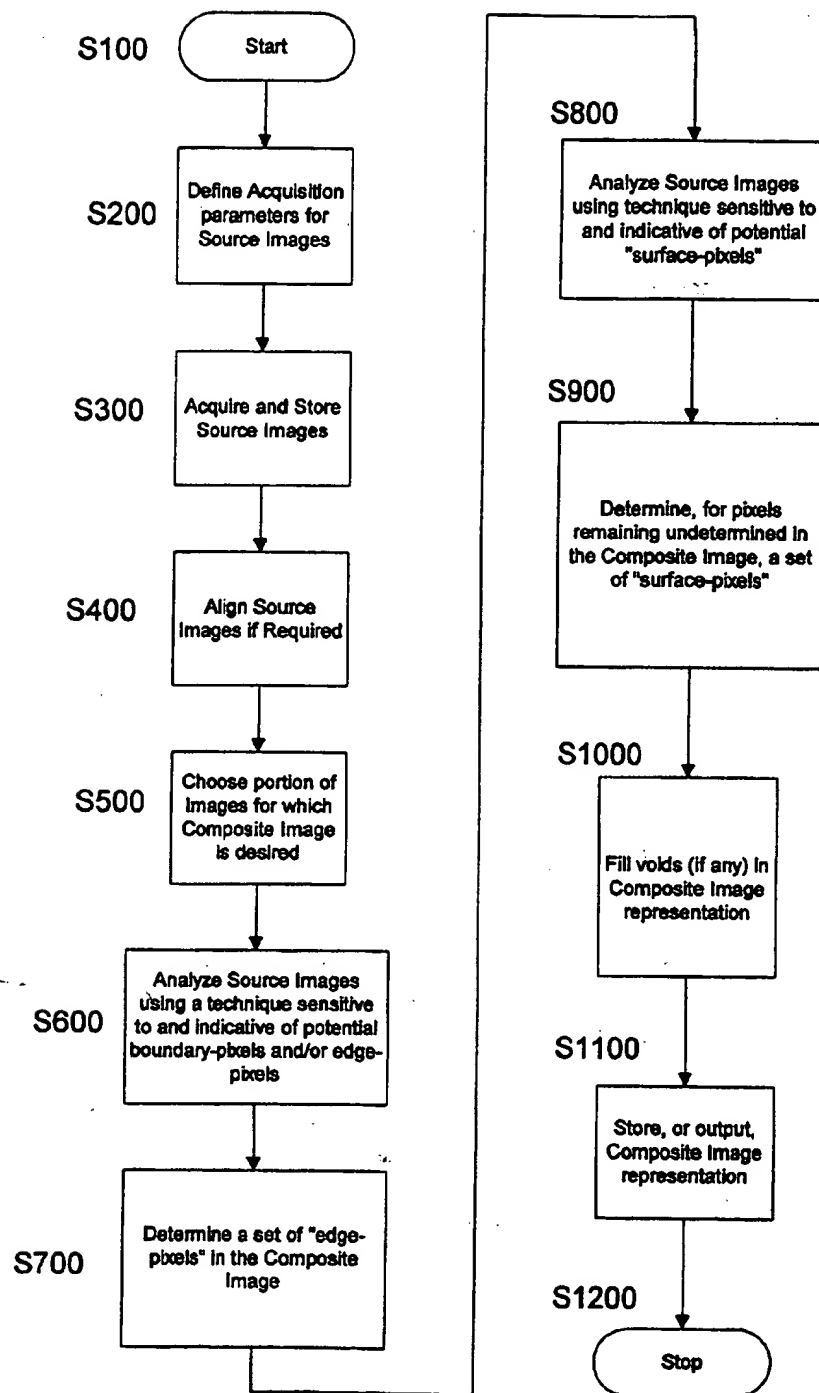 S100
Start
S200
Define Acquisition
parameters for
Source Images
S300
Acquire and Store
Source Images
S400
Align Source
Images if Required
S500
Choose portion of
Images for which
Composite Image
is desired
S600
Analyze Source Images
using a technique sensitive
to and indicative of potential
boundary-pixels and/or edge-
pixels
S700
Determine a set of "edge-
pixels" in the Composite
Image
S800
Analyze Source Images
using technique sensitive to
and indicative of potential
"surface-pixels"
S900
Determine, for pixels
remaining undetermined in
the Composite Image, a set
of "surface-pixels"
S1000
Fill voids (if any) in
Composite Image
representation
S1100
Store, or output,
Composite Image
representation
S1200
Stop